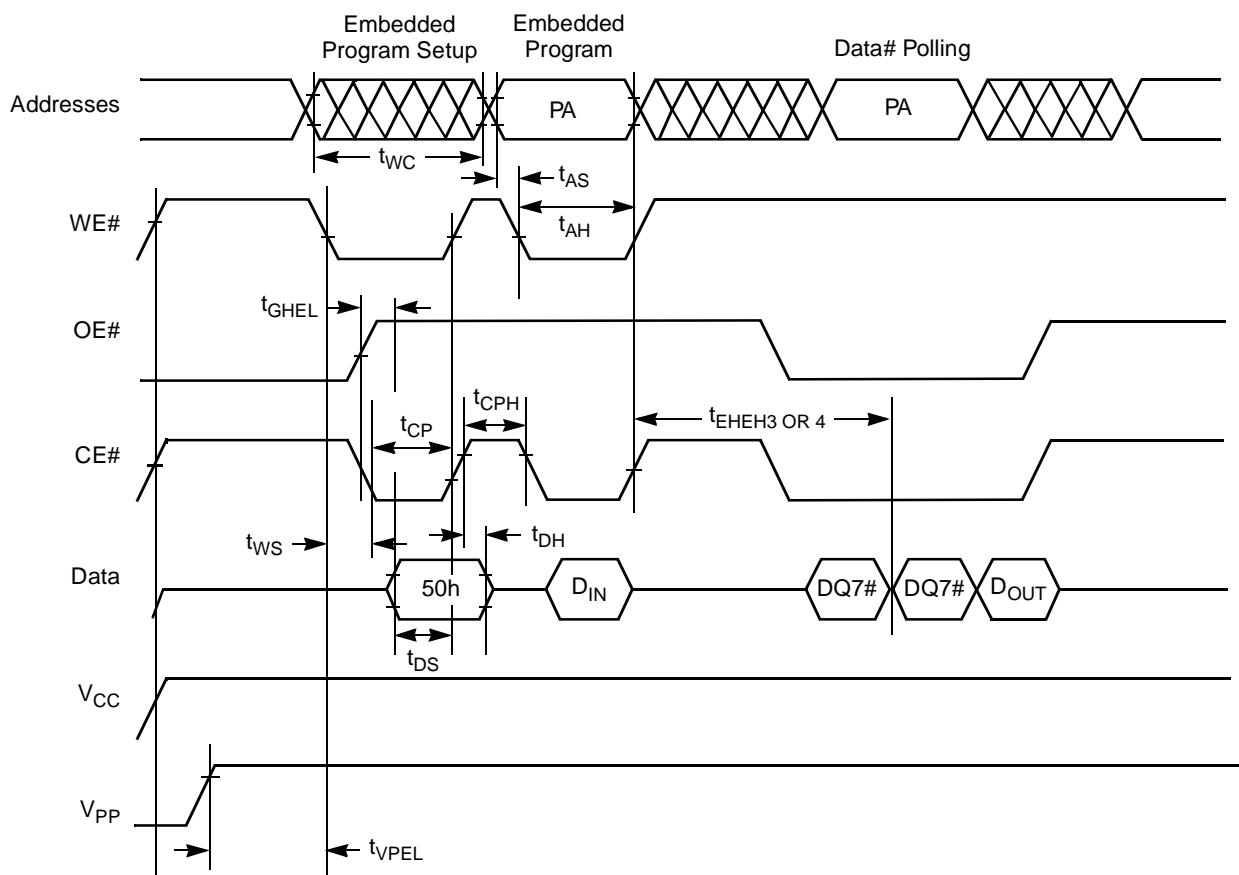 Embedded
Program Setup
Embedded
Program
Data# Polling
Addresses
PA
PA
tWC
tAS
WE#
tAH
tGHEL
OE#
tCPH
tCP
tEHEH3 OR 4
CE#
tWS
tDH
Data
50h
DIN
DQ7#
DQ7#
DOUT
tDS
VCC
VPP
tVPEL